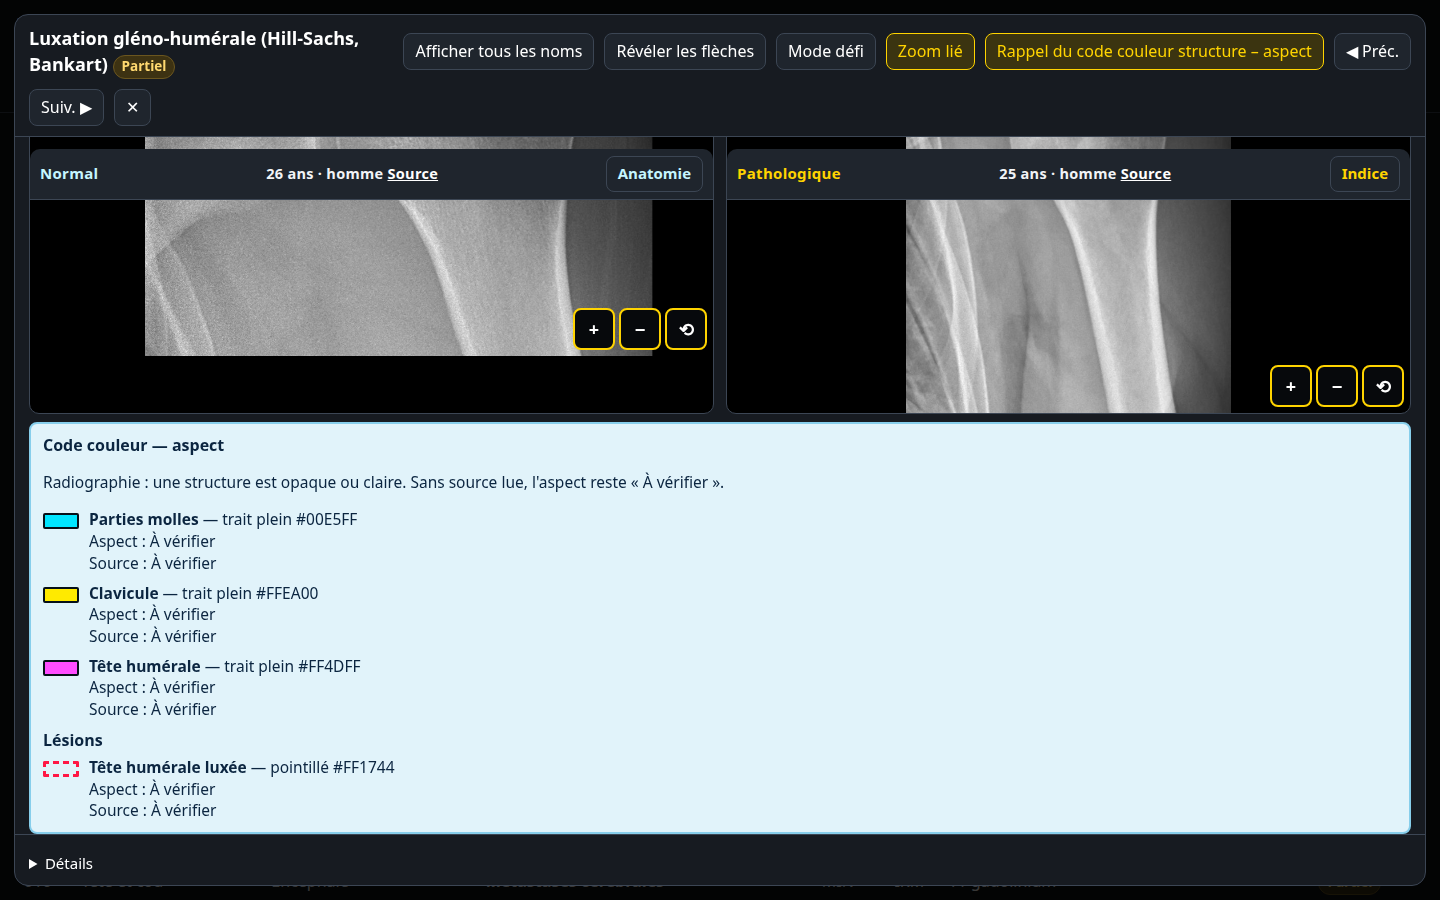 Luxation gléno-humérale (Hill-Sachs,
Bankart) Partiel
Afficher tous les noms
Révéler les flèches
Mode défi
Zoom lié
Rappel du code couleur structure – aspect
◀ Préc.
Suiv. ▶
✕
Normal
26 ans · homme Source
Anatomie
Pathologique
25 ans · homme Source
Indice
+
−
⟲
+
−
⟲
Code couleur — aspect
Radiographie : une structure est opaque ou claire. Sans source lue, l'aspect reste « À vérifier ».
Parties molles — trait plein #00E5FF
Aspect : À vérifier
Source : À vérifier
Clavicule — trait plein #FFEA00
Aspect : À vérifier
Source : À vérifier
Tête humérale — trait plein #FF4DFF
Aspect : À vérifier
Source : À vérifier
Lésions
Tête humérale luxée — pointillé #FF1744
Aspect : À vérifier
Source : À vérifier
▶ Détails